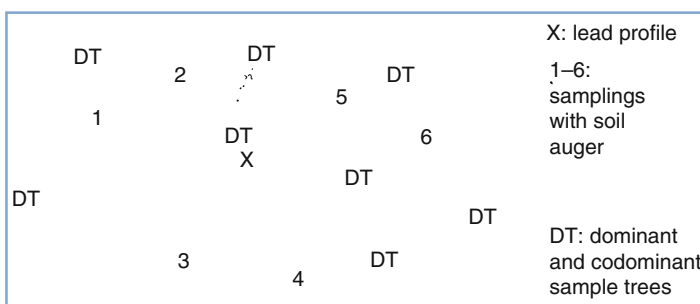 DT
DT
X: lead profile
2
DT
1–6:
5
samplings
1
with soil
DT
6
auger
X
DT
DT
DT
DT: dominant
3
DT
and codominant
4
sample trees